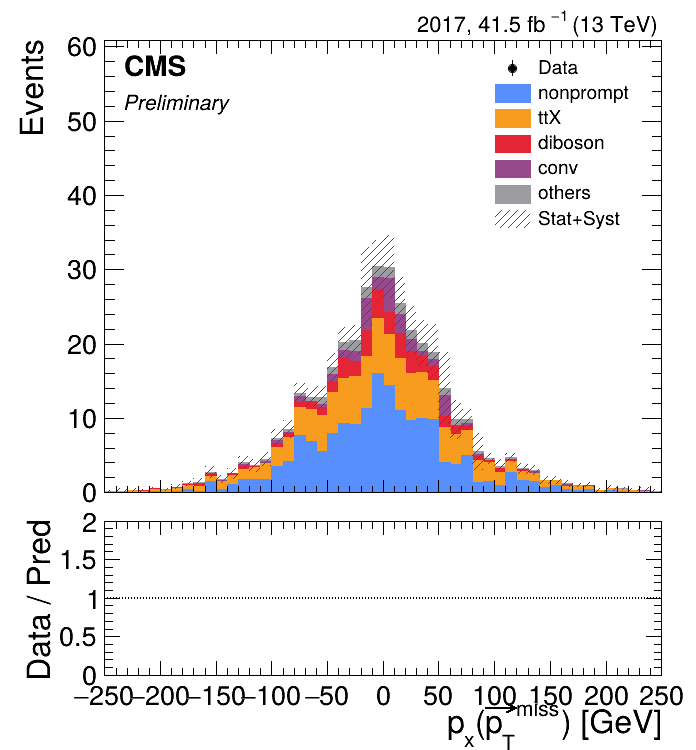 2017, 41.5 fb⁻¹ (13 TeV)
CMS
Preliminary
Data
nonprompt
ttX
diboson
conv
others
Stat+Syst
Events
60
50
40
30
20
10
0
Data / Pred
2
1.5
1
0.5
0
−250 −200 −150 −100 −50 0 50 100 150 200 250
pₓ(p⃗_T^miss) [GeV]